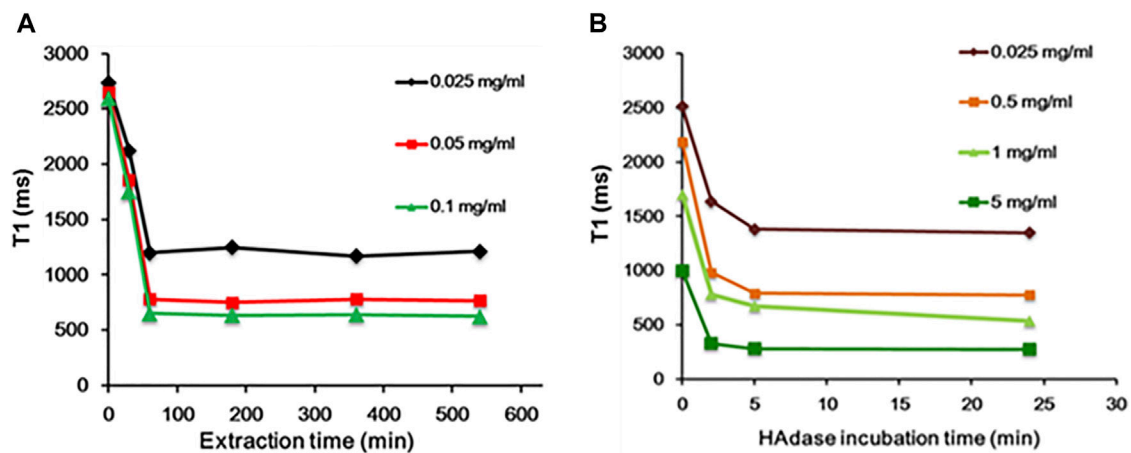 A
3000
2500
2000
1500
1000
500
0
T1 (ms)
0 100 200 300 400 500 600
Extraction time (min)
0.025 mg/ml
0.05 mg/ml
0.1 mg/ml
B
3000
2500
2000
1500
1000
500
0
T1 (ms)
0 5 10 15 20 25 30
HAdase incubation time (min)
0.025 mg/ml
0.5 mg/ml
1 mg/ml
5 mg/ml